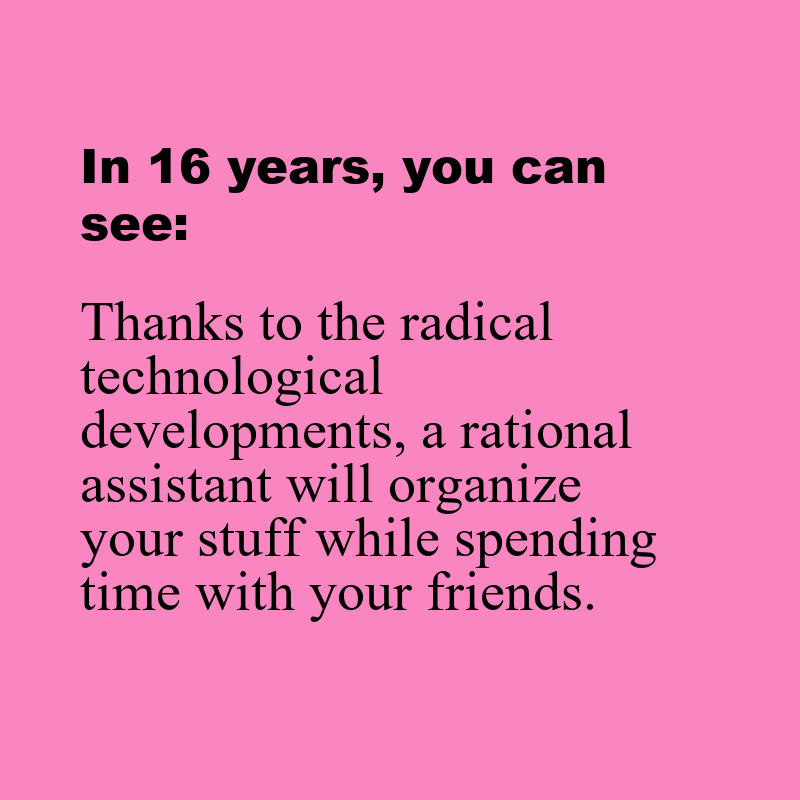 In 16 years, you can
see:
Thanks to the radical
technological
developments, a rational
assistant will organize
your stuff while spending
time with your friends.